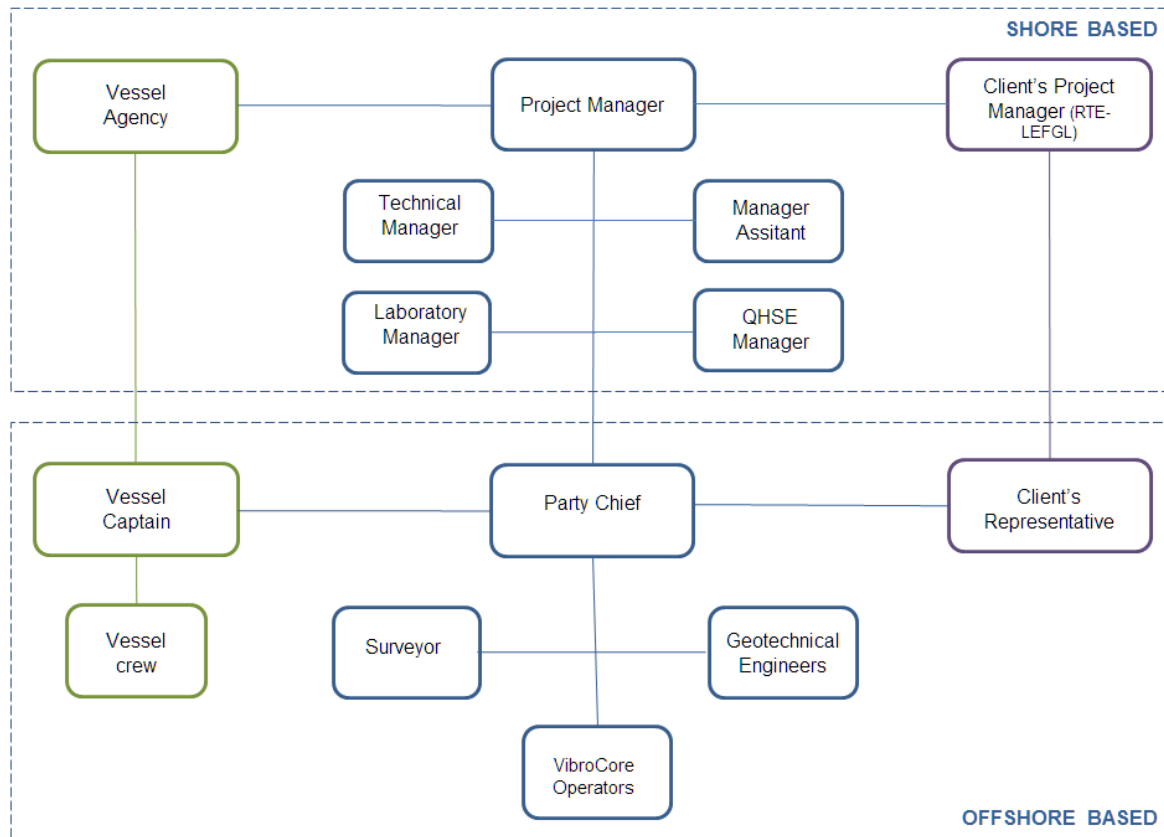 SHORE BASED
Vessel
Agency
Project Manager
Client’s Project
Manager (RTE-
LEFGL)
Technical
Manager
Manager
Assitant
Laboratory
Manager
QHSE
Manager
Vessel
Captain
Party Chief
Client’s
Representative
Vessel
crew
Surveyor
Geotechnical
Engineers
VibroCore
Operators
OFFSHORE BASED